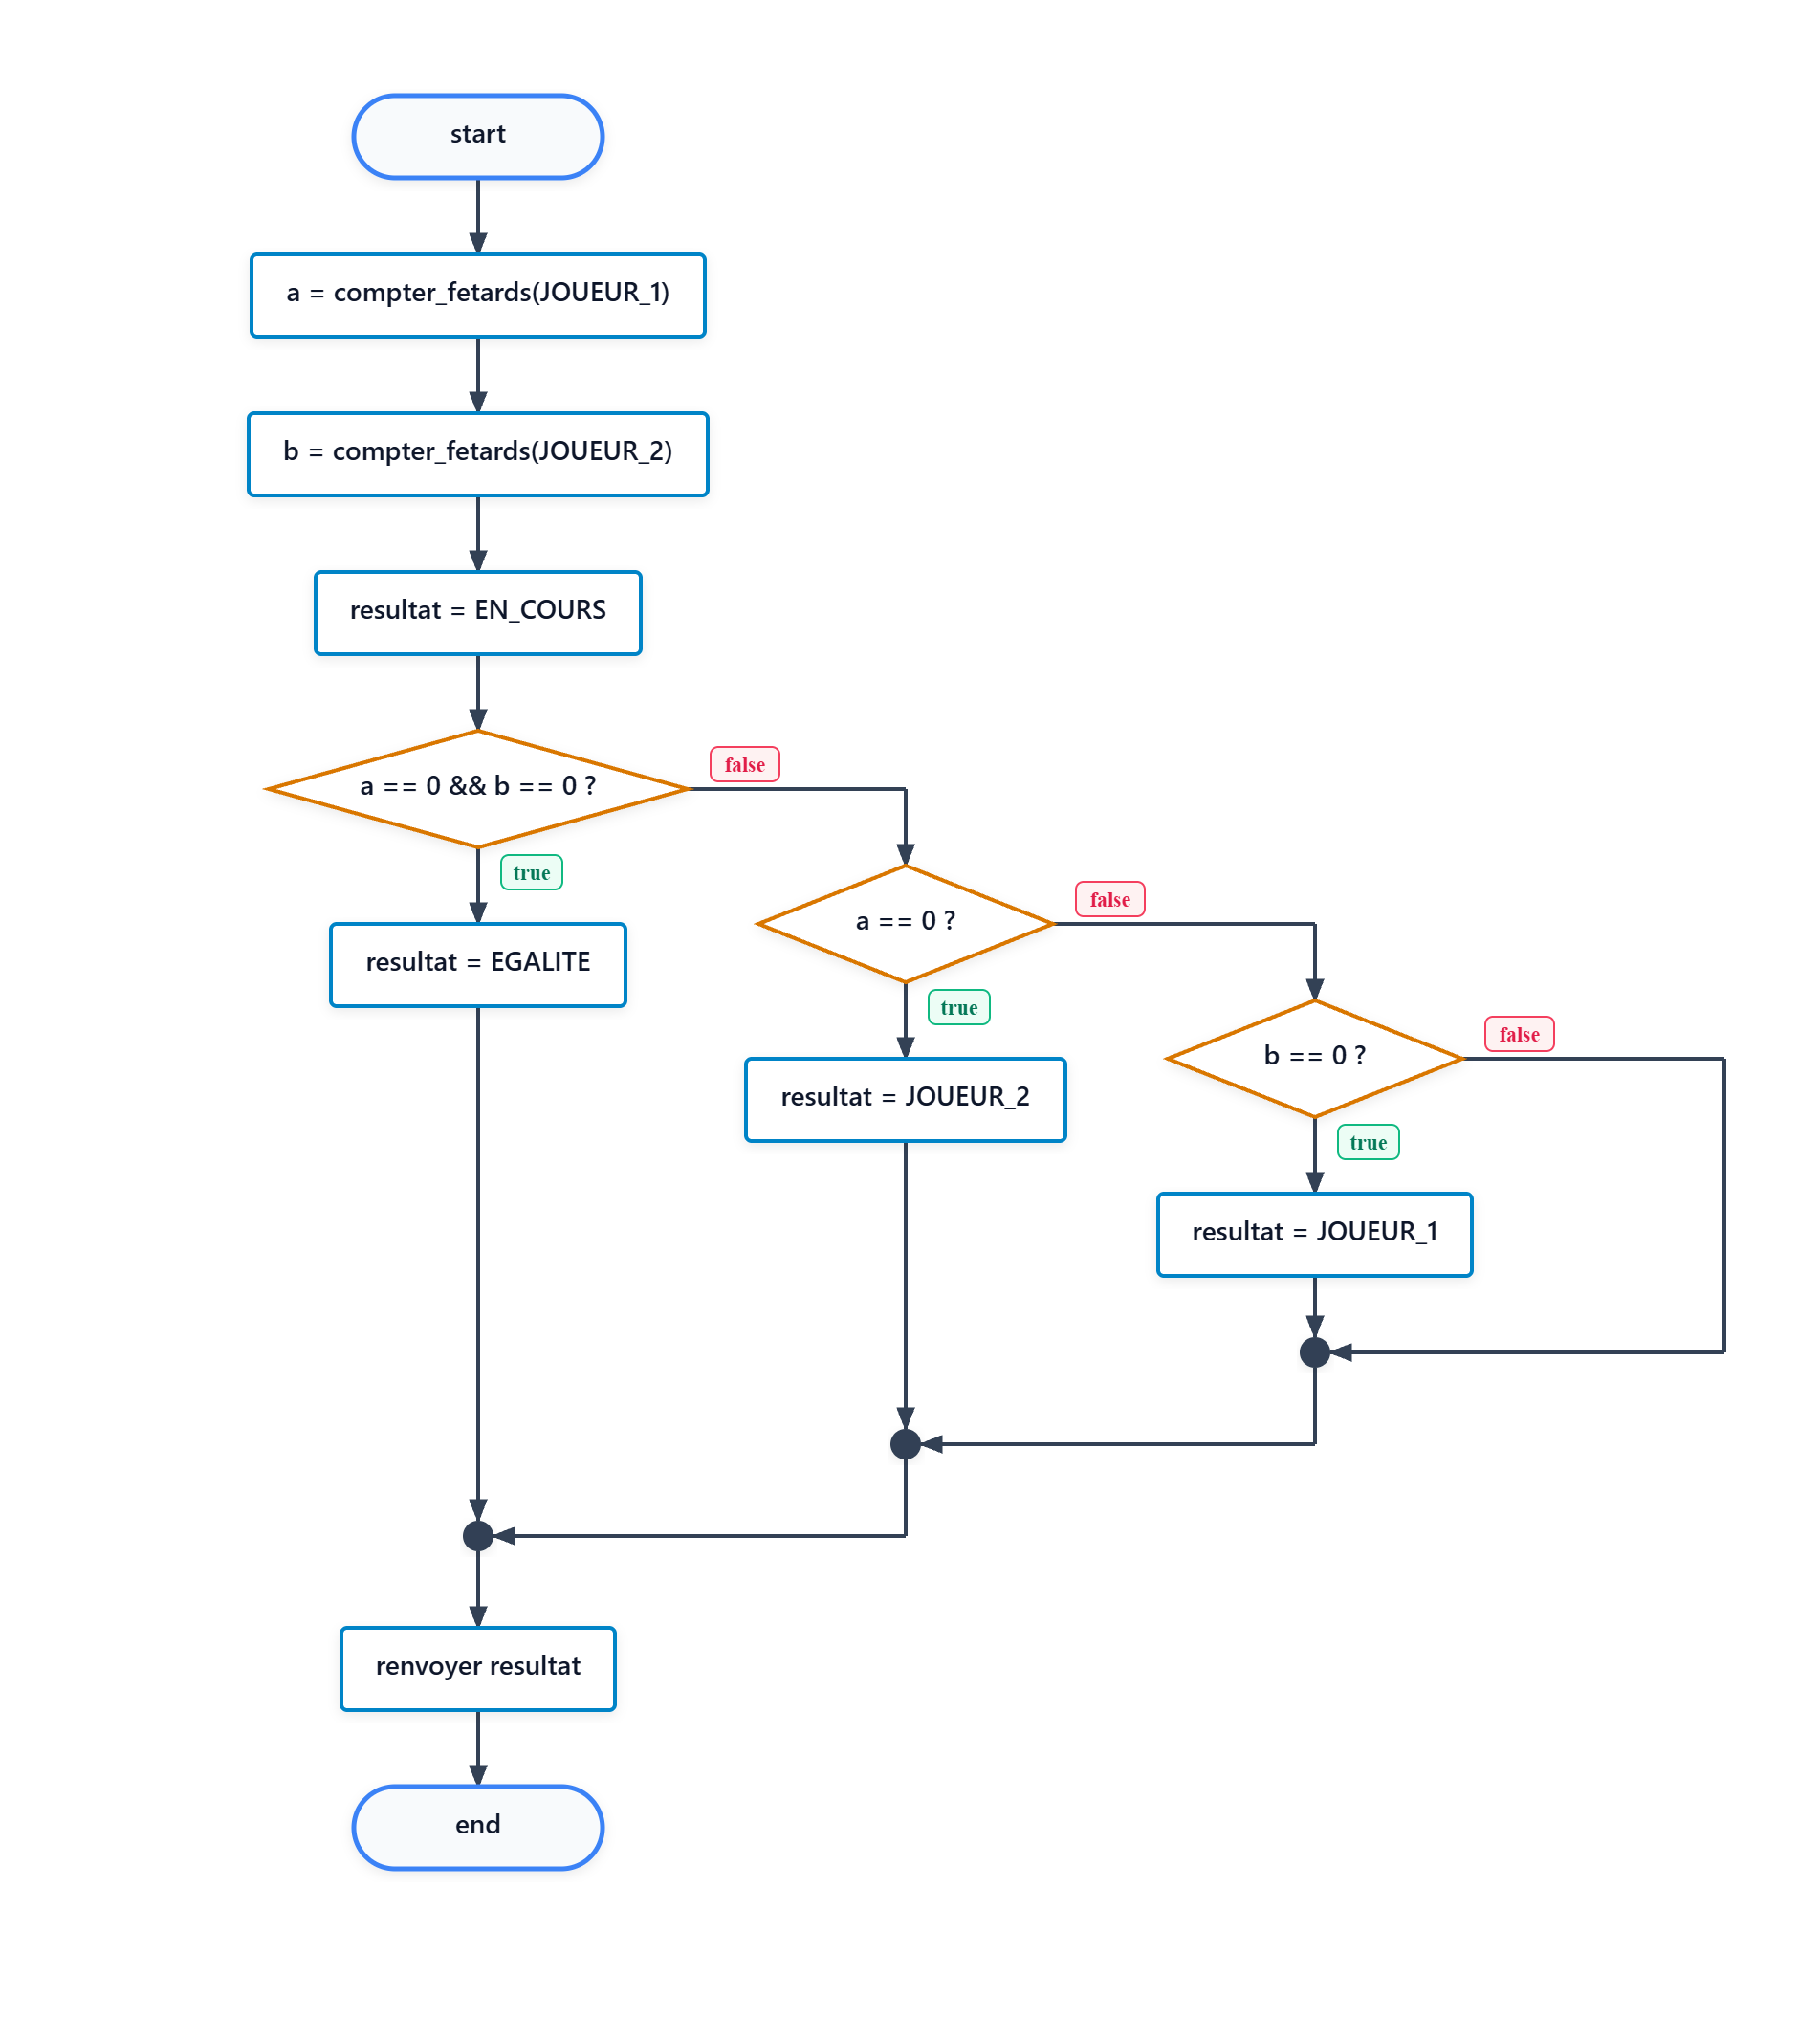 start
a = compter_fetards(JOUEUR_1)
b = compter_fetards(JOUEUR_2)
resultat = EN_COURS
a == 0 && b == 0 ?
false
true
a == 0 ?
false
resultat = EGALITE
true
b == 0 ?
false
resultat = JOUEUR_2
true
resultat = JOUEUR_1
renvoyer resultat
end